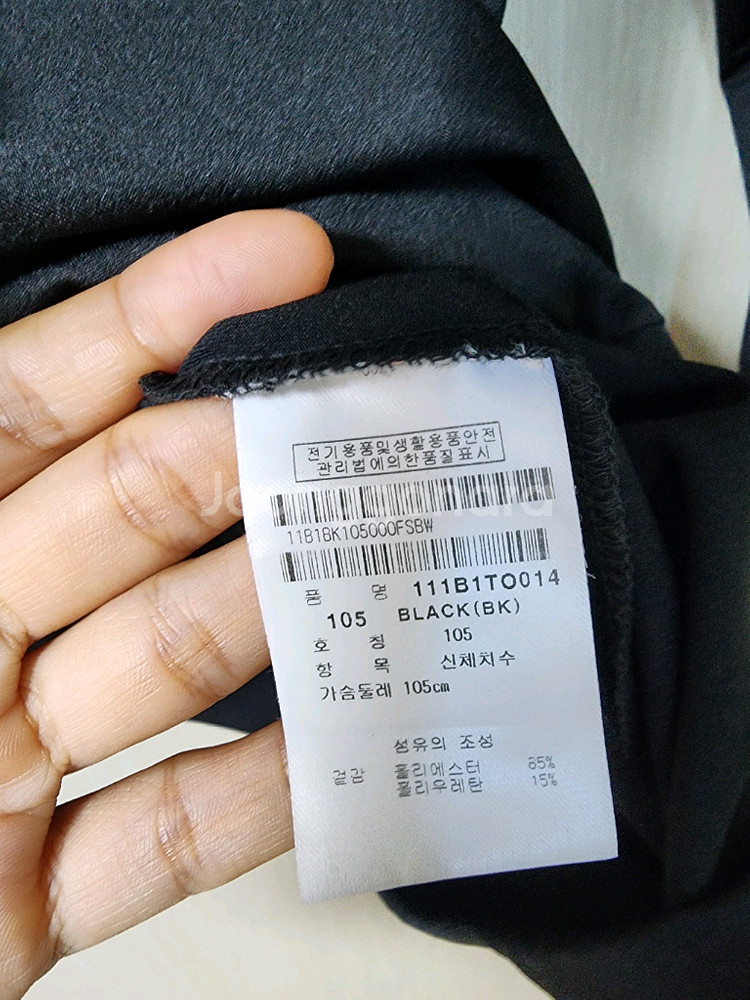 전기용품및생활용품안전
관리법에의한품질표시
Joonggonara
11B1BK105000FSBW
품 명 111B1TO014
105 BLACK(BK)
호 칭 105
항 목 신체치수
가슴둘레 105cm
섬유의 조성
겉감 폴리에스터 85%
폴리우레탄 15%